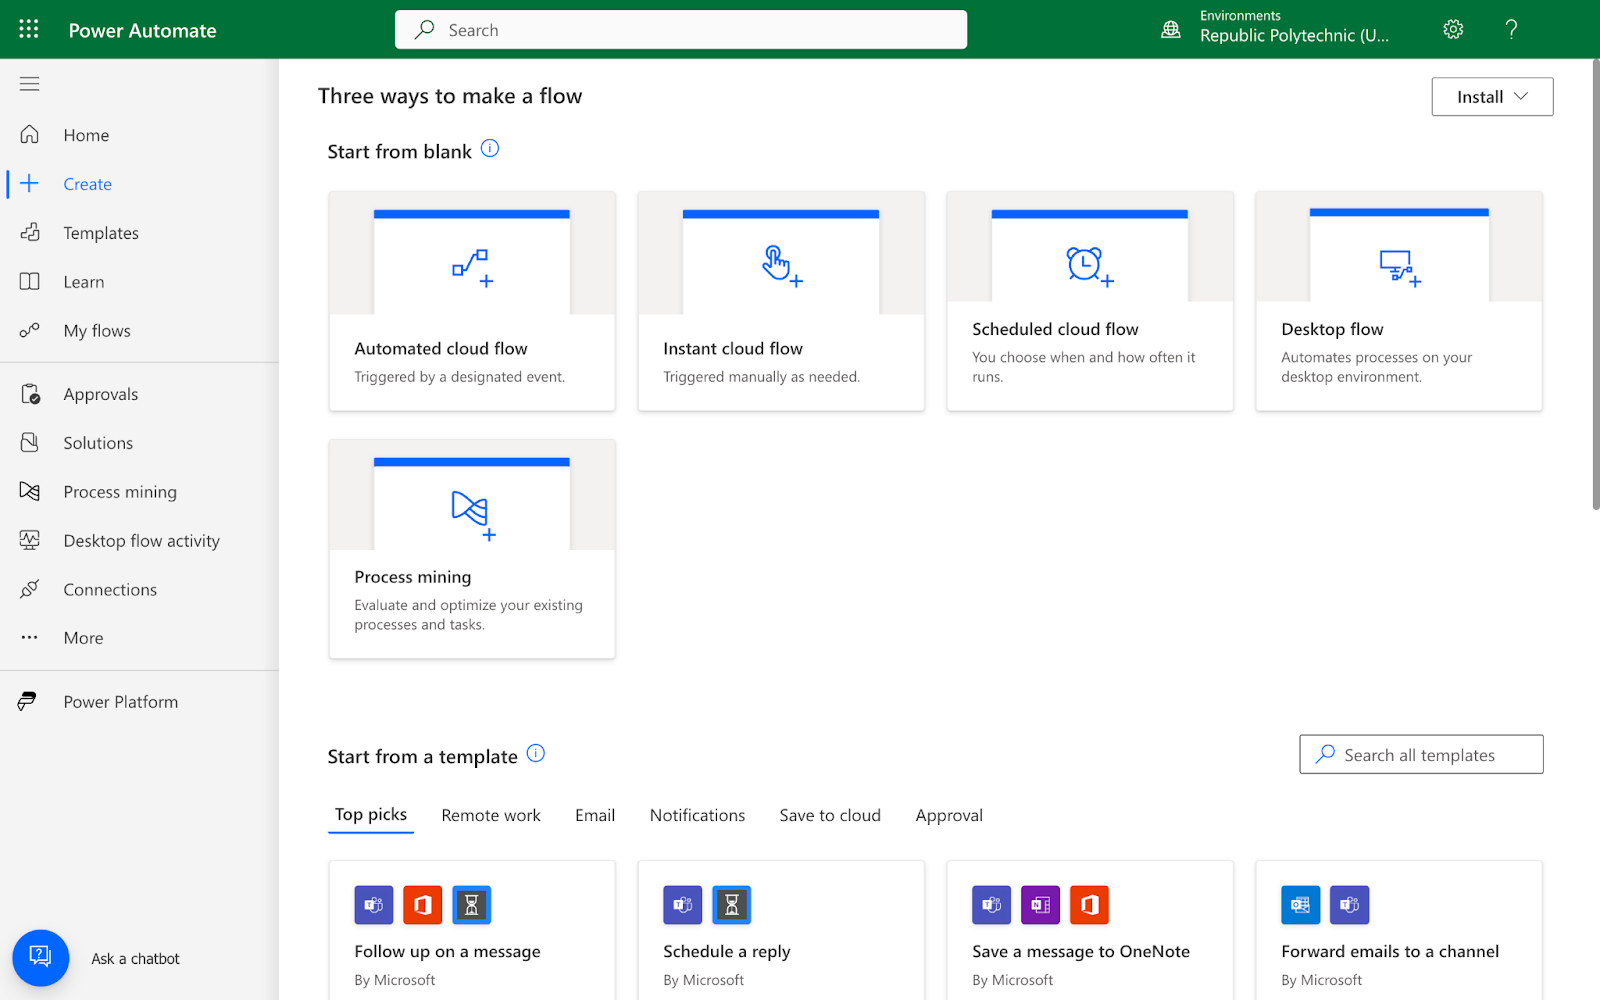 Power Automate
Search
Environments
Republic Polytechnic (U...
?
Home
Create
Templates
Learn
My flows
Approvals
Solutions
Process mining
Desktop flow activity
Connections
More
Power Platform
Ask a chatbot
Three ways to make a flow
Install
Start from blank
Automated cloud flow
Triggered by a designated event.
Instant cloud flow
Triggered manually as needed.
Scheduled cloud flow
You choose when and how often it
runs.
Desktop flow
Automates processes on your
desktop environment.
Process mining
Evaluate and optimize your existing
processes and tasks.
Start from a template
Search all templates
Top picks
Remote work
Email
Notifications
Save to cloud
Approval
Follow up on a message
By Microsoft
Schedule a reply
By Microsoft
Save a message to OneNote
By Microsoft
Forward emails to a channel
By Microsoft